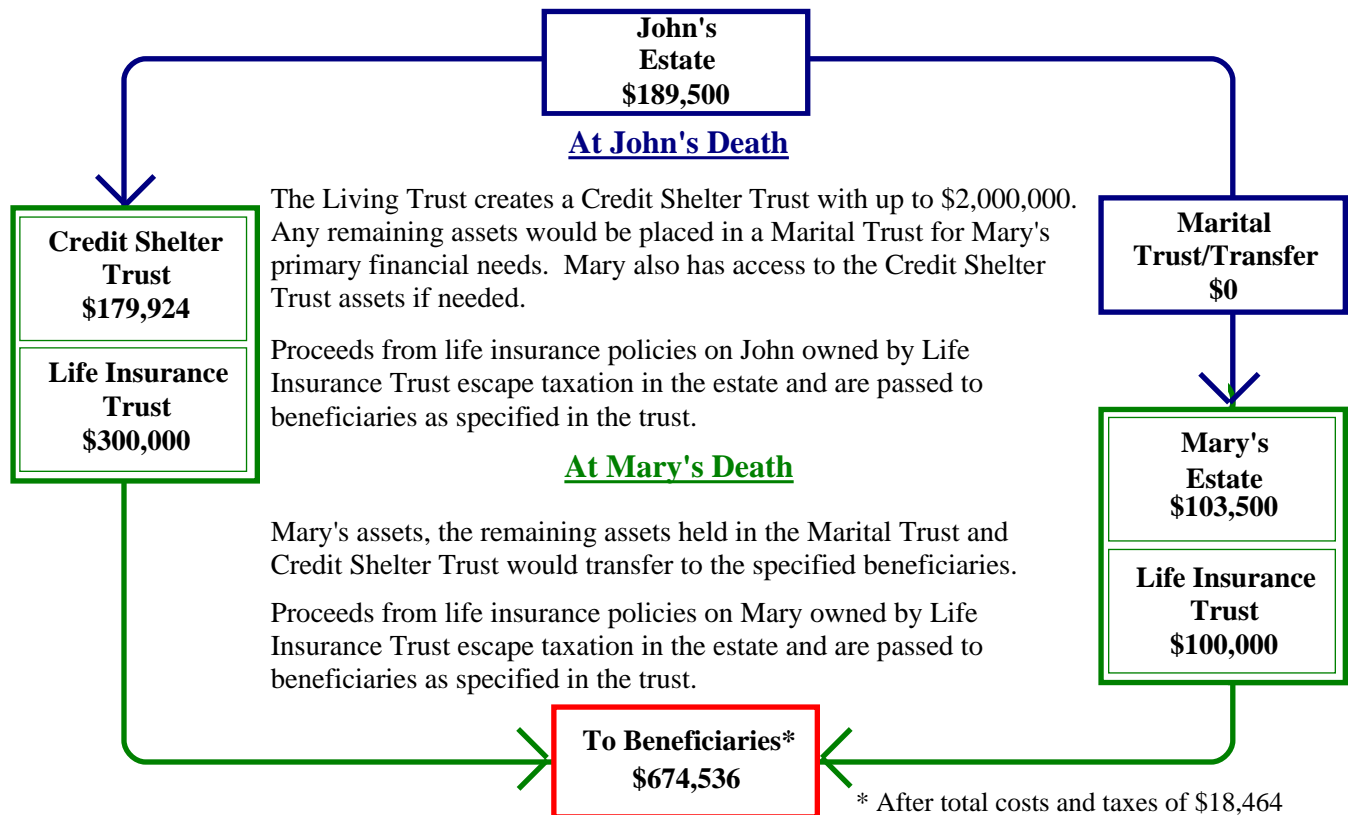 John's
Estate
$189,500
At John's Death
The Living Trust creates a Credit Shelter Trust with up to $2,000,000.
Any remaining assets would be placed in a Marital Trust for Mary's
primary financial needs.  Mary also has access to the Credit Shelter
Trust assets if needed.
Proceeds from life insurance policies on John owned by Life
Insurance Trust escape taxation in the estate and are passed to
beneficiaries as specified in the trust.
Credit Shelter
Trust
$179,924
Life Insurance
Trust
$300,000
Marital
Trust/Transfer
$0
At Mary's Death
Mary's assets, the remaining assets held in the Marital Trust and
Credit Shelter Trust would transfer to the specified beneficiaries.
Proceeds from life insurance policies on Mary owned by Life
Insurance Trust escape taxation in the estate and are passed to
beneficiaries as specified in the trust.
Mary's
Estate
$103,500
Life Insurance
Trust
$100,000
To Beneficiaries*
$674,536
* After total costs and taxes of $18,464